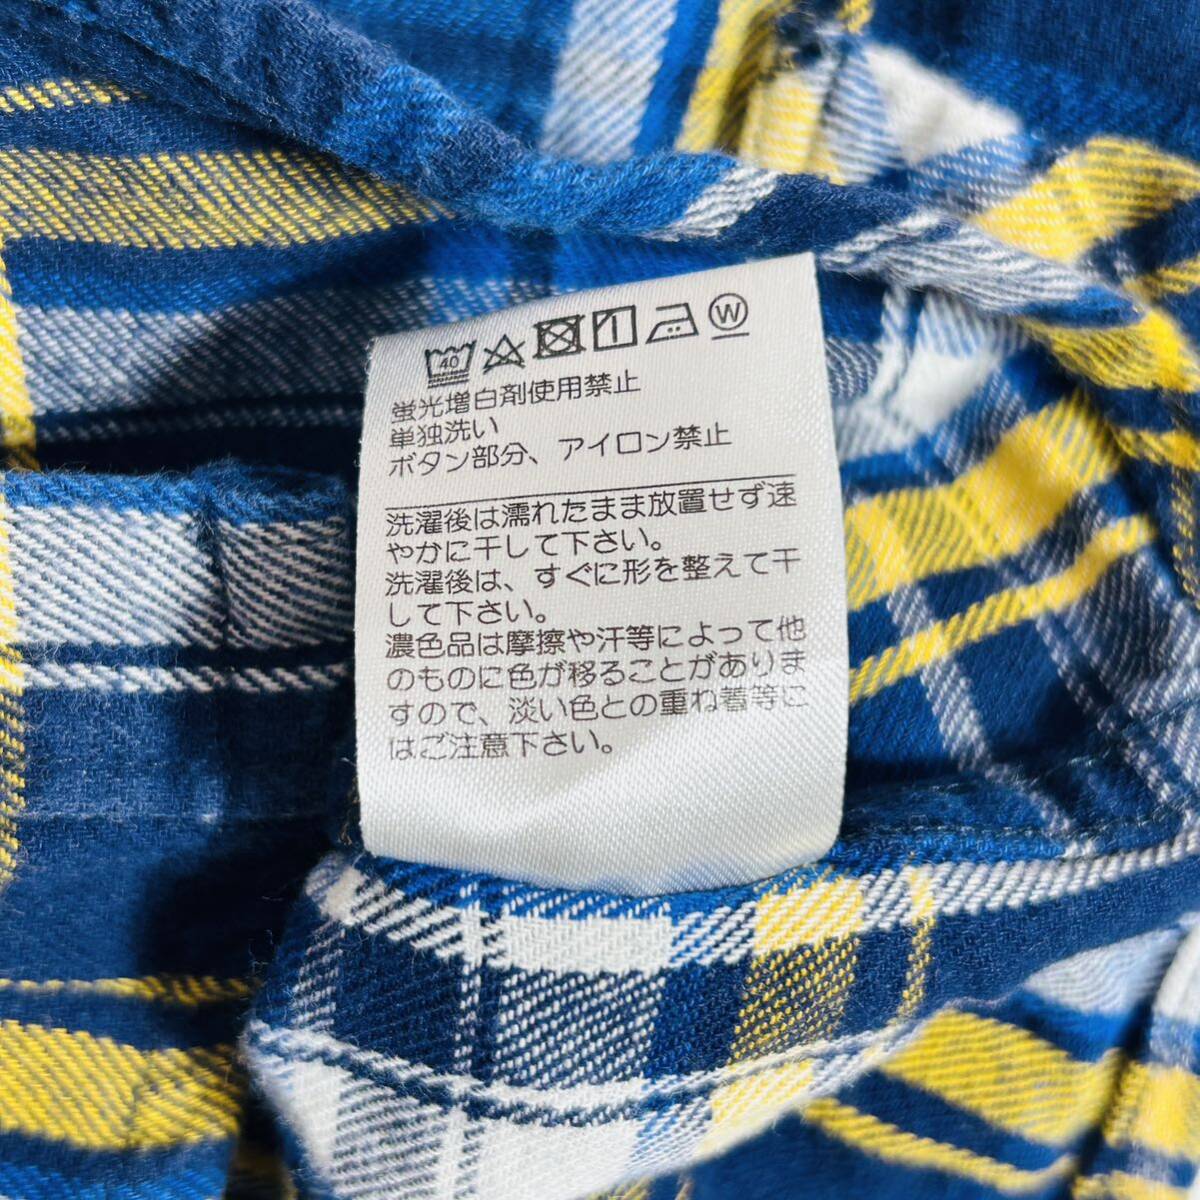 40 W
蛍光増白剤使用禁止
単独洗い
ボタン部分、アイロン禁止
洗濯後は濡れたまま放置せず速
やかに干して下さい。
洗濯後は、すぐに形を整えて干
して下さい。
濃色品は摩擦や汗等によって他
のものに色が移ることがありま
すので、淡い色との重ね着等に
はご注意下さい。